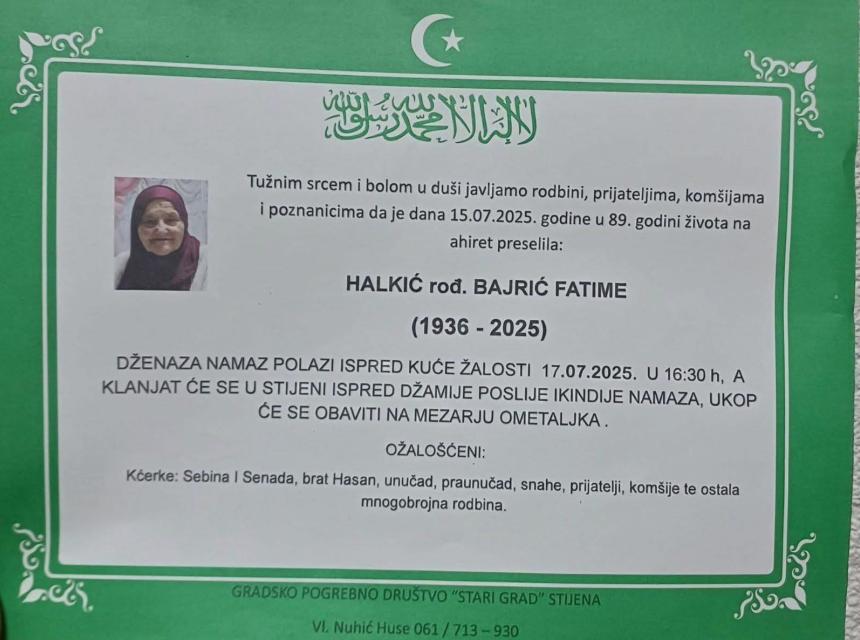 لا إله إلا الله محمد رسول الله
Tužnim srcem i bolom u duši javljamo rodbini, prijateljima, komšijama
i poznanicima da je dana 15.07.2025. godine u 89. godini života na
ahiret preselila:
HALKIĆ rođ. BAJRIĆ FATIME
(1936 - 2025)
DŽENAZA NAMAZ POLAZI ISPRED KUĆE ŽALOSTI 17.07.2025. U 16:30 h, A
KLANJAT ĆE SE U STIJENI ISPRED DŽAMIJE POSLIJE IKINDIJE NAMAZA, UKOP
ĆE SE OBAVITI NA MEZARJU OMETALJKA .
OŽALOŠĆENI:
Kćerke: Sebina I Senada, brat Hasan, unučad, praunučad, snahe, prijatelji, komšije te ostala
mnogobrojna rodbina.
GRADSKO POGREBNO DRUŠTVO "STARI GRAD" STIJENA
Vl. Nuhić Huse 061 / 713 – 930